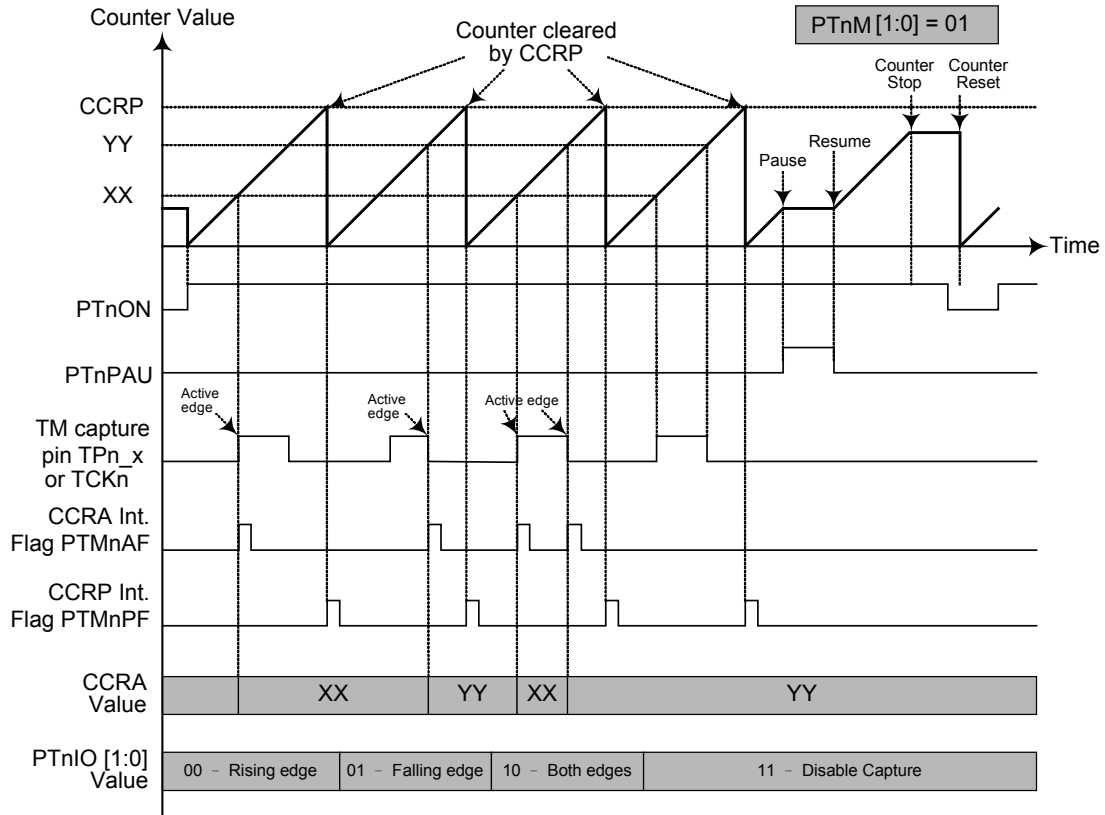 Counter Value
PTnM [1:0] = 01
Counter cleared
by CCRP
Counter
Stop
Counter
Reset
CCRP
YY
XX
Pause
Resume
Time
PTnON
PTnPAU
Active
edge
Active
edge
Active edge
TM capture
pin TPn_x
or TCKn
CCRA Int.
Flag PTMnAF
CCRP Int.
Flag PTMnPF
CCRA
Value
XX
YY
XX
YY
PTnIO [1:0]
Value
00 - Rising edge
01 - Falling edge
10 - Both edges
11 - Disable Capture